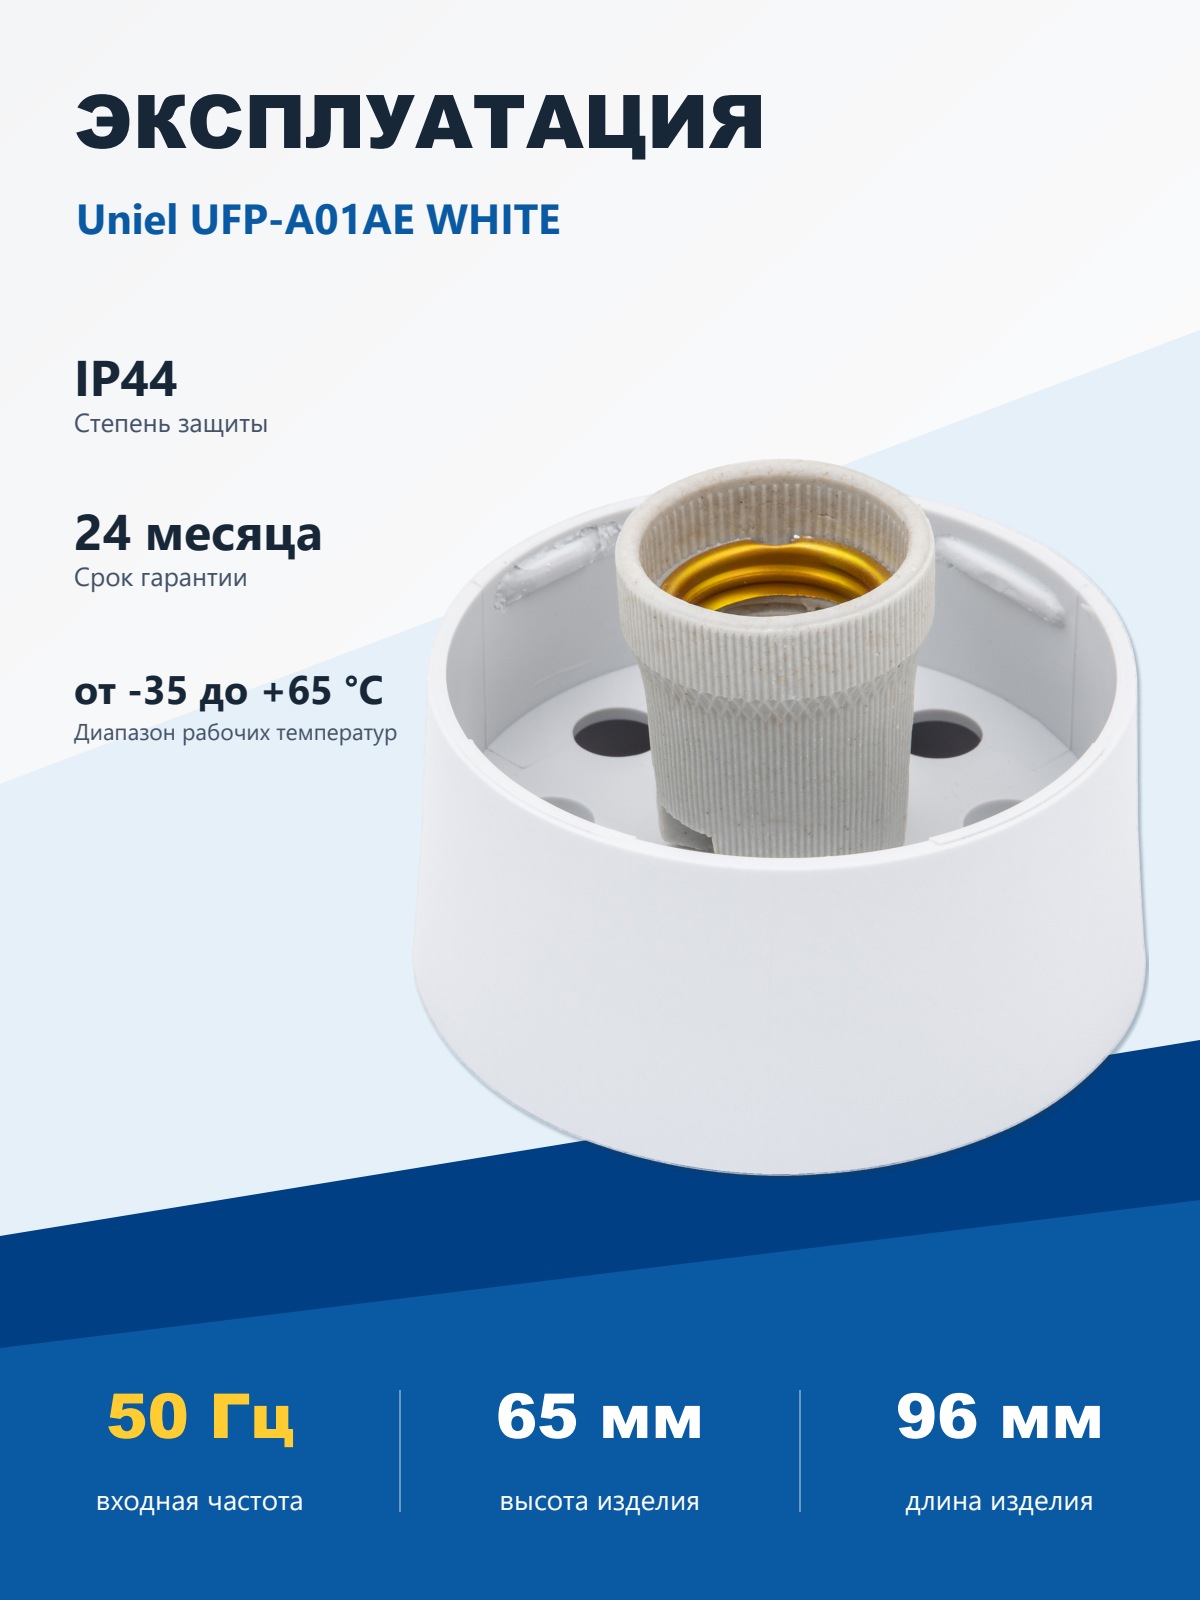 ЭКСПЛУАТАЦИЯ
Uniel UFP-A01AE WHITE
IP44
Степень защиты
24 месяца
Срок гарантии
от -35 до +65 °C
Диапазон рабочих температур
50 Гц
входная частота
65 мм
высота изделия
96 мм
длина изделия